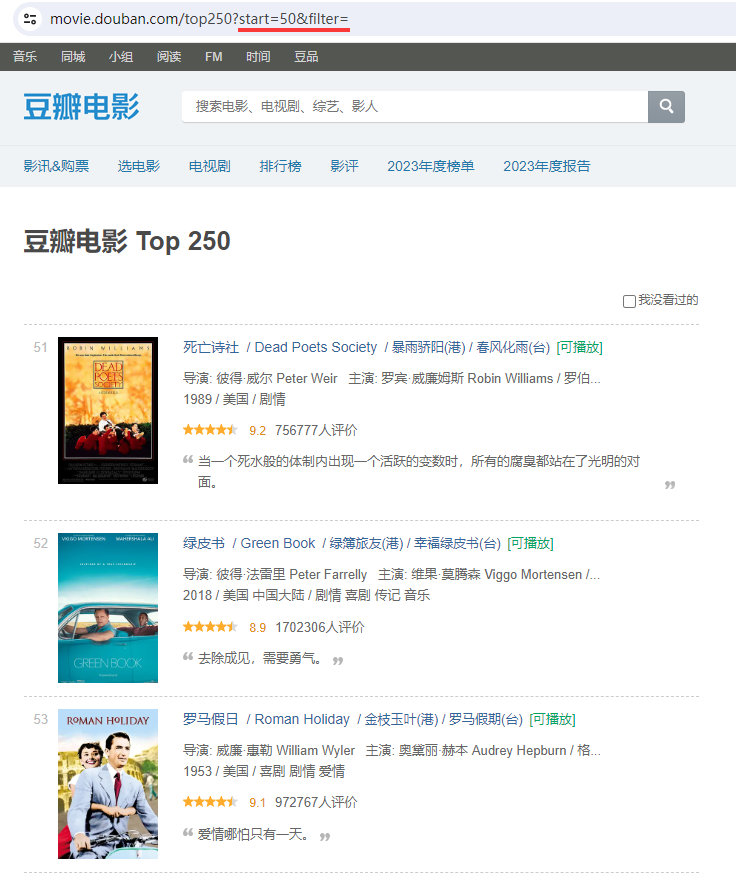 movie.douban.com/top250?start=50&filter=
音乐 同城 小组 阅读 FM 时间 豆品
豆瓣电影
搜索电影、电视剧、综艺、影人
影讯&购票 选电影 电视剧 排行榜 影评 2023年度榜单 2023年度报告
豆瓣电影 Top 250
我没看过的
51
ROBIN WILLIAMS
DEAD
POETS
SOCIETY
死亡诗社 / Dead Poets Society / 暴雨骄阳(港) / 春风化雨(台) [可播放]
导演: 彼得·威尔 Peter Weir 主演: 罗宾·威廉姆斯 Robin Williams / 罗伯...
1989 / 美国 / 剧情
9.2 756777人评价
❝ 当一个死水般的体制内出现一个活跃的变数时，所有的腐臭都站在了光明的对
面。 ❞
52
VIGGO MORTENSEN MAHERSHALA ALI
GREEN BOOK
绿皮书 / Green Book / 绿簿旅友(港) / 幸福绿皮书(台) [可播放]
导演: 彼得·法雷里 Peter Farrelly 主演: 维果·莫腾森 Viggo Mortensen /...
2018 / 美国 中国大陆 / 剧情 喜剧 传记 音乐
8.9 1702306人评价
❝ 去除成见，需要勇气。 ❞
53
ROMAN HOLIDAY
罗马假日 / Roman Holiday / 金枝玉叶(港) / 罗马假期(台) [可播放]
导演: 威廉·惠勒 William Wyler 主演: 奥黛丽·赫本 Audrey Hepburn / 格...
1953 / 美国 / 喜剧 剧情 爱情
9.1 972767人评价
❝ 爱情哪怕只有一天。 ❞